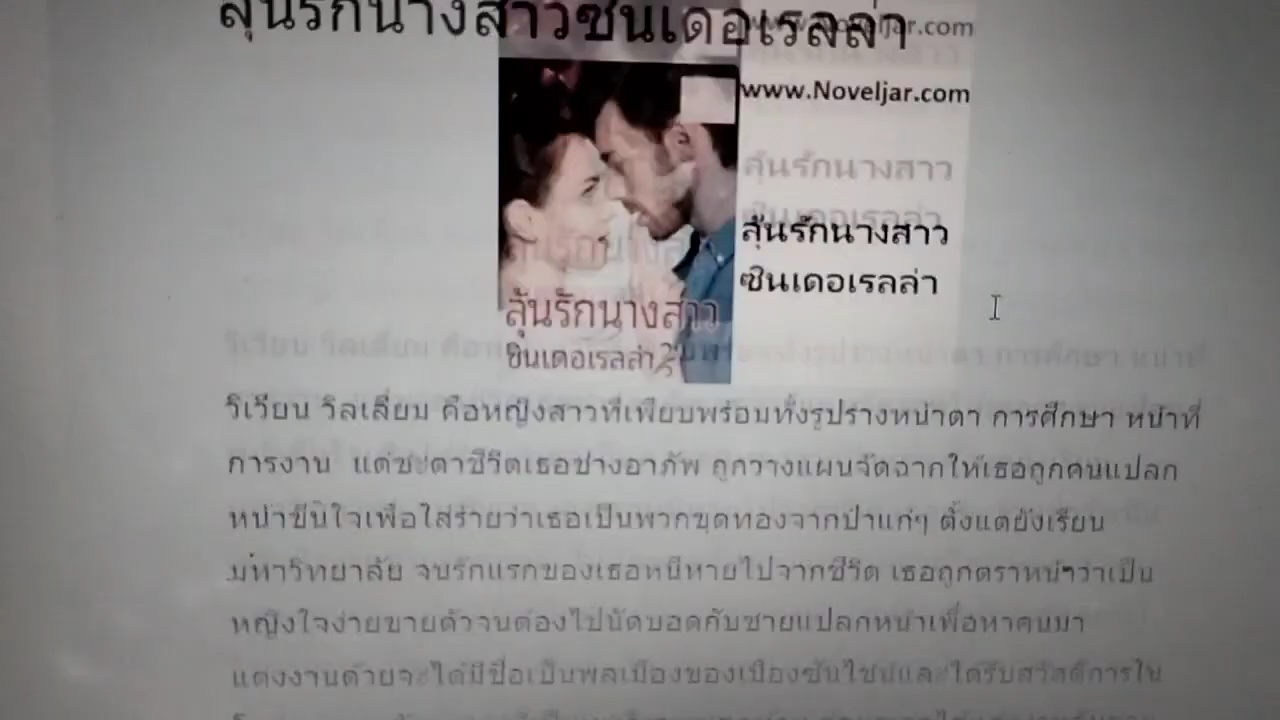 ลุ้นรักนางสาวซินเดอเรลล่า
www.Noveljar.com
www.Noveljar.com
ลุ้นรักนางสาว
ลุ้นรักนางสาว
ซินเดอเรลล่า
ลุ้นรักนางสาว
ซินเดอเรลล่า
วิเวียน วิลเลี่ยม คือหญิงสาวที่เพียบพร้อมทั้งรูปร่างหน้าตา การศึกษา หน้าที่
การงาน แต่ชะตาชีวิตเธอช่างอาภัพ ถูกวางแผนจัดฉากให้เธอถูกคนแปลก
หน้าขืนใจเพื่อใส่ร้ายว่าเธอเป็นพวกขุดทองจากป๋าแก่ๆ ตั้งแต่ยังเรียน
มหาวิทยาลัย จนรักแรกของเธอหนีหายไปจากชีวิต เธอถูกตราหน้าว่าเป็น
หญิงใจง่ายขายตัวจนต้องไปนัดบอดกับชายแปลกหน้าเพื่อหาคนมา
แต่งงานด้วยจะได้มีชื่อเป็นพลเมืองของเมืองซันไชน์และได้รับสวัสดิการใน